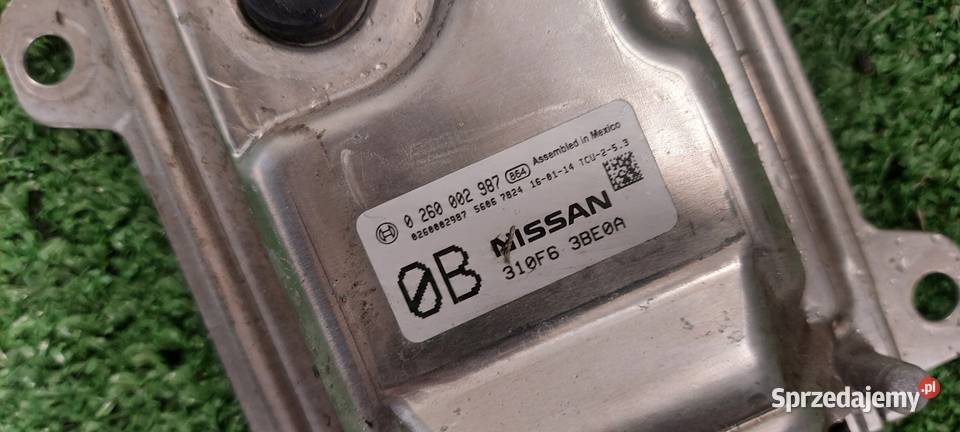 0 260 002 987 864 Assembled in Mexico
0260002987 5606 7824 16-01-14 TCU-2-5.3
NISSAN
0B 310F6 3BE0A
Sprzedajemy.pl